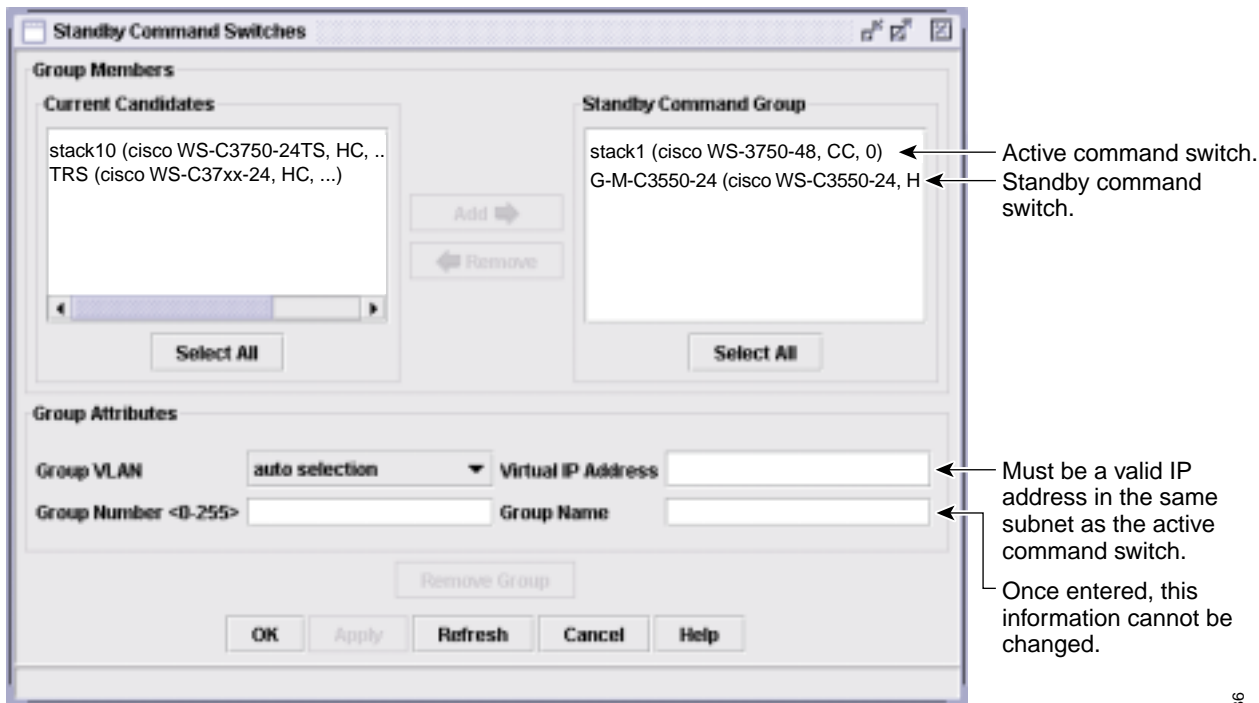 Standby Command Switches
Group Members
Current Candidates
stack10 (cisco WS-C3750-24TS, HC, ..
TRS (cisco WS-C37xx-24, HC, ...)
Add
Remove
Select All
Standby Command Group
stack1 (cisco WS-3750-48, CC, 0)
G-M-C3550-24 (cisco WS-C3550-24, H
Select All
Active command switch.
Standby command
switch.
Group Attributes
Group VLAN auto selection Virtual IP Address
Group Number <0-255> Group Name
Must be a valid IP
address in the same
subnet as the active
command switch.
Once entered, this
information cannot be
changed.
Remove Group
OK Apply Refresh Cancel Help